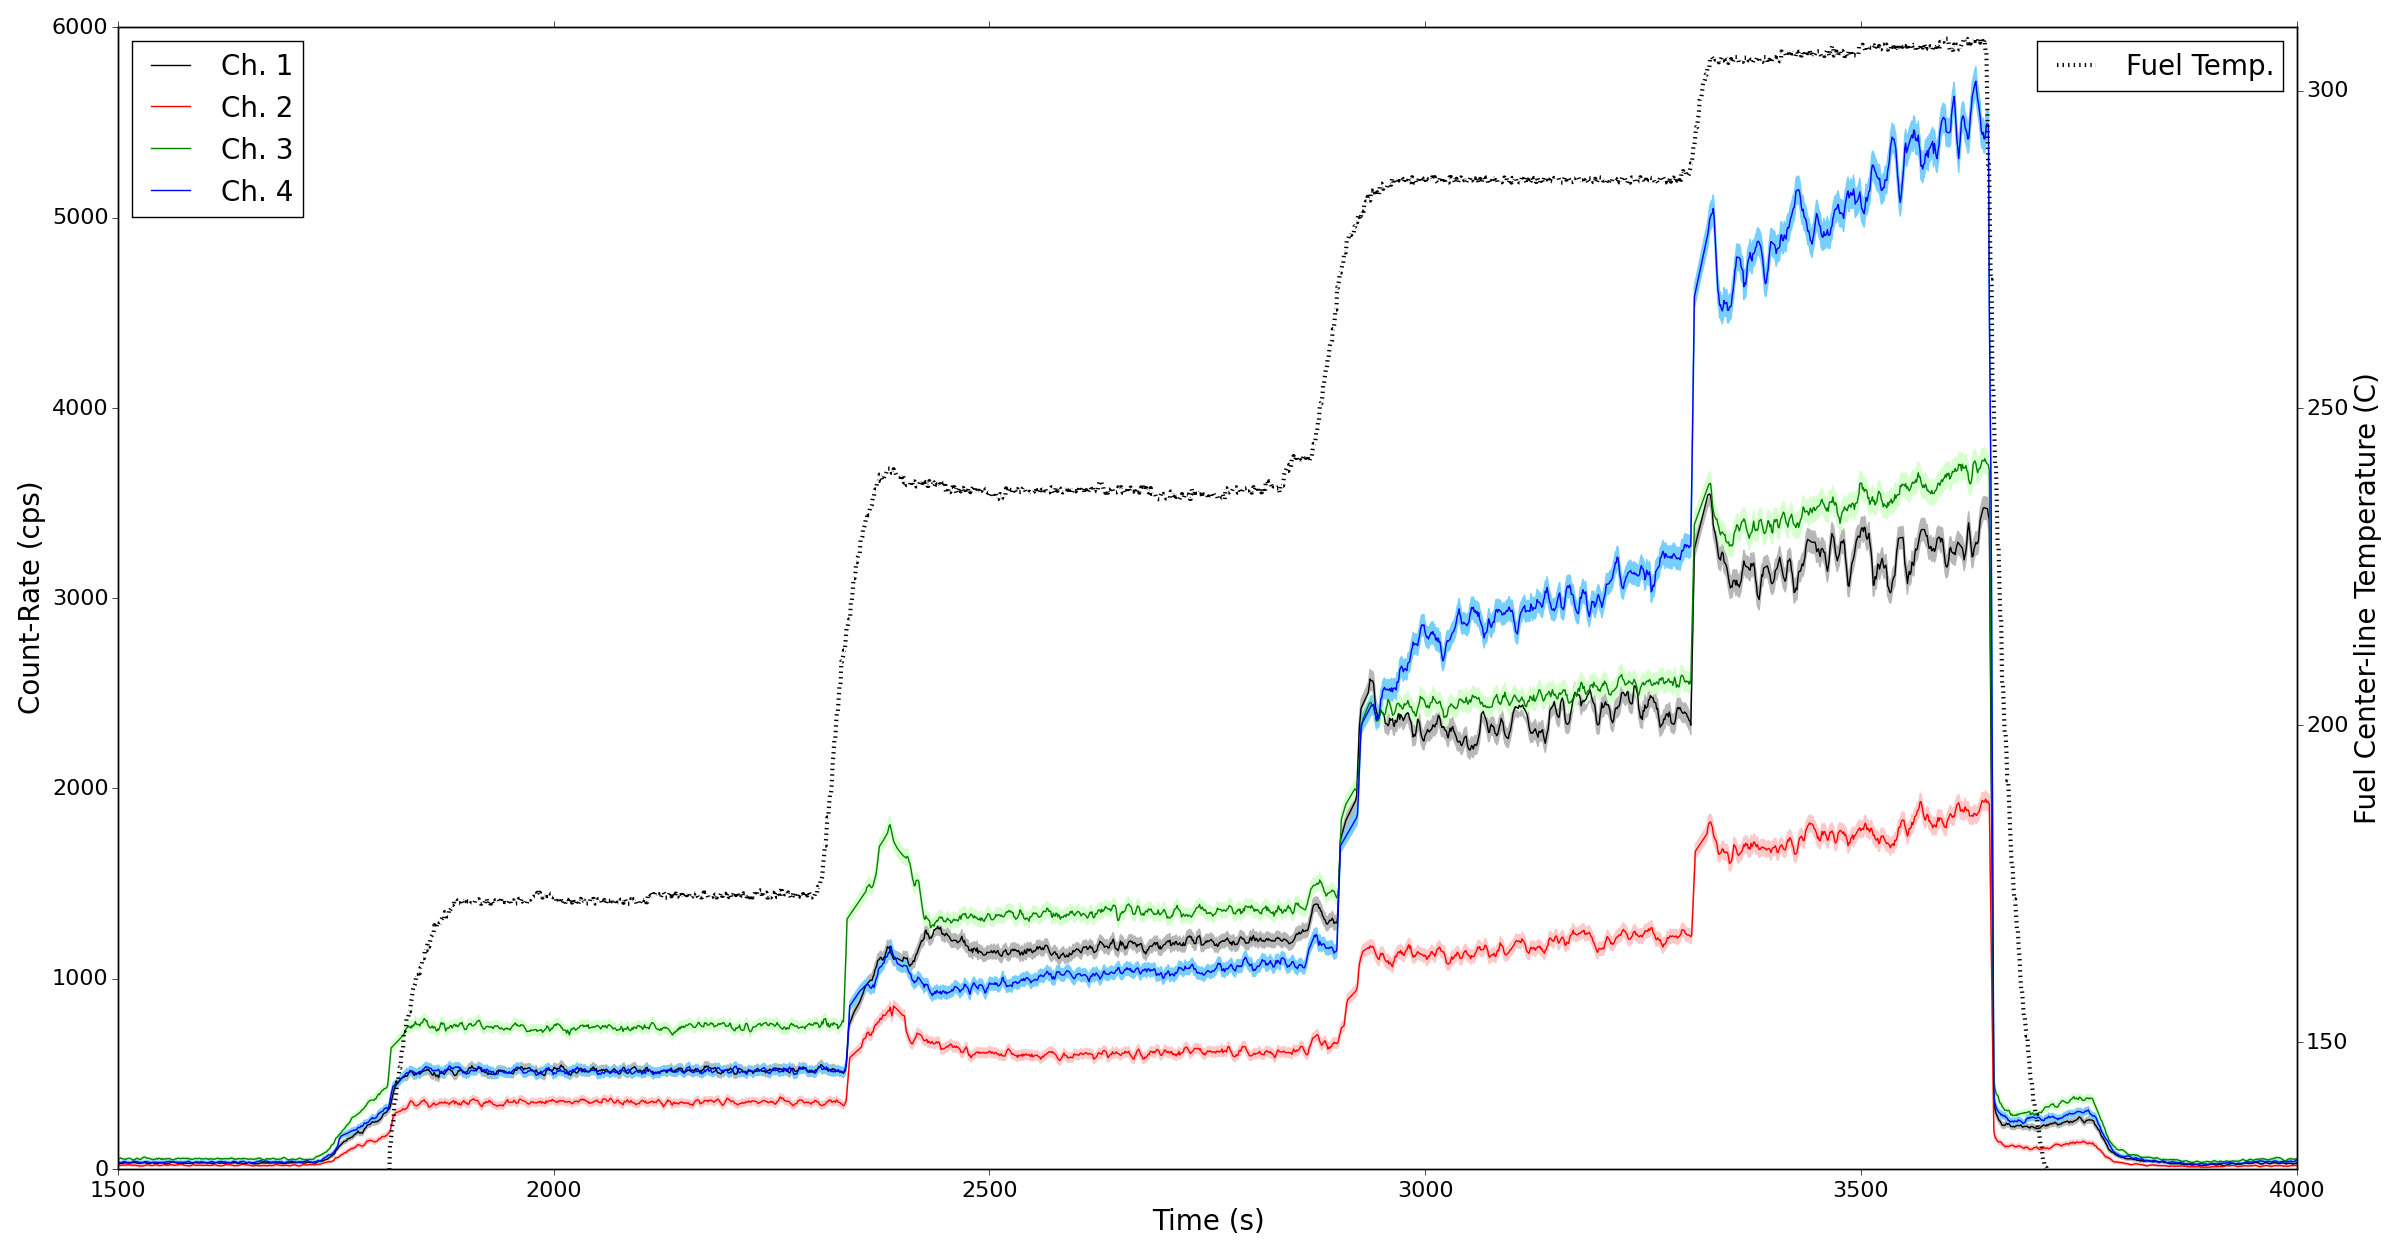 Ch. 1
Ch. 2
Ch. 3
Ch. 4
Fuel Temp.
6000
5000
4000
3000
2000
1000
0
Count-Rate (cps)
300
250
200
150
Fuel Center-line Temperature (C)
1500
2000
2500
3000
3500
4000
Time (s)